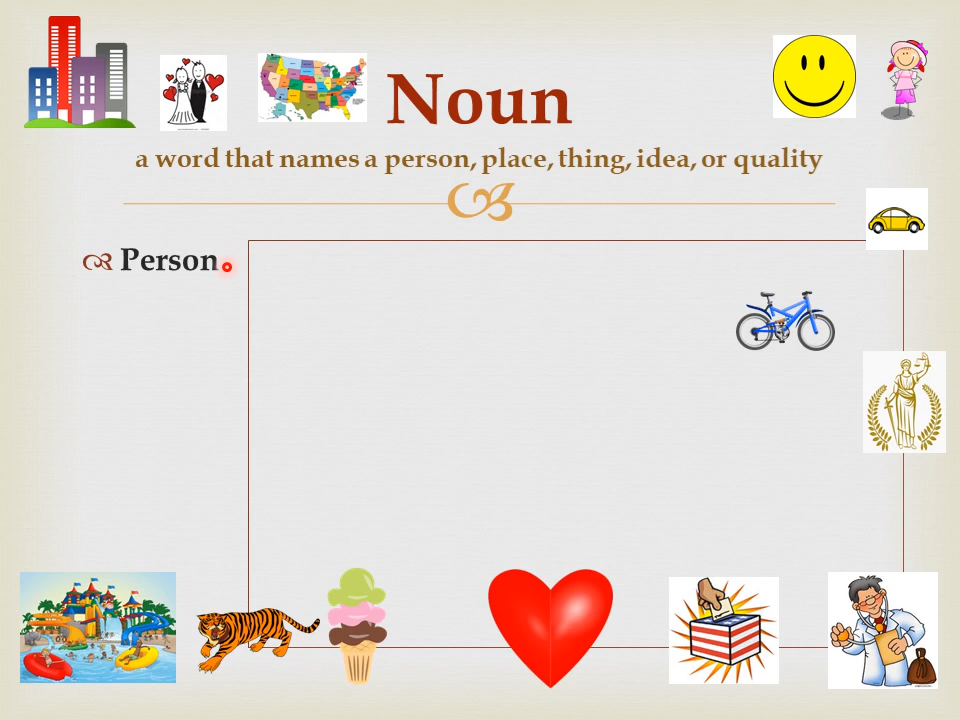 Noun
a word that names a person, place, thing, idea, or quality
Person